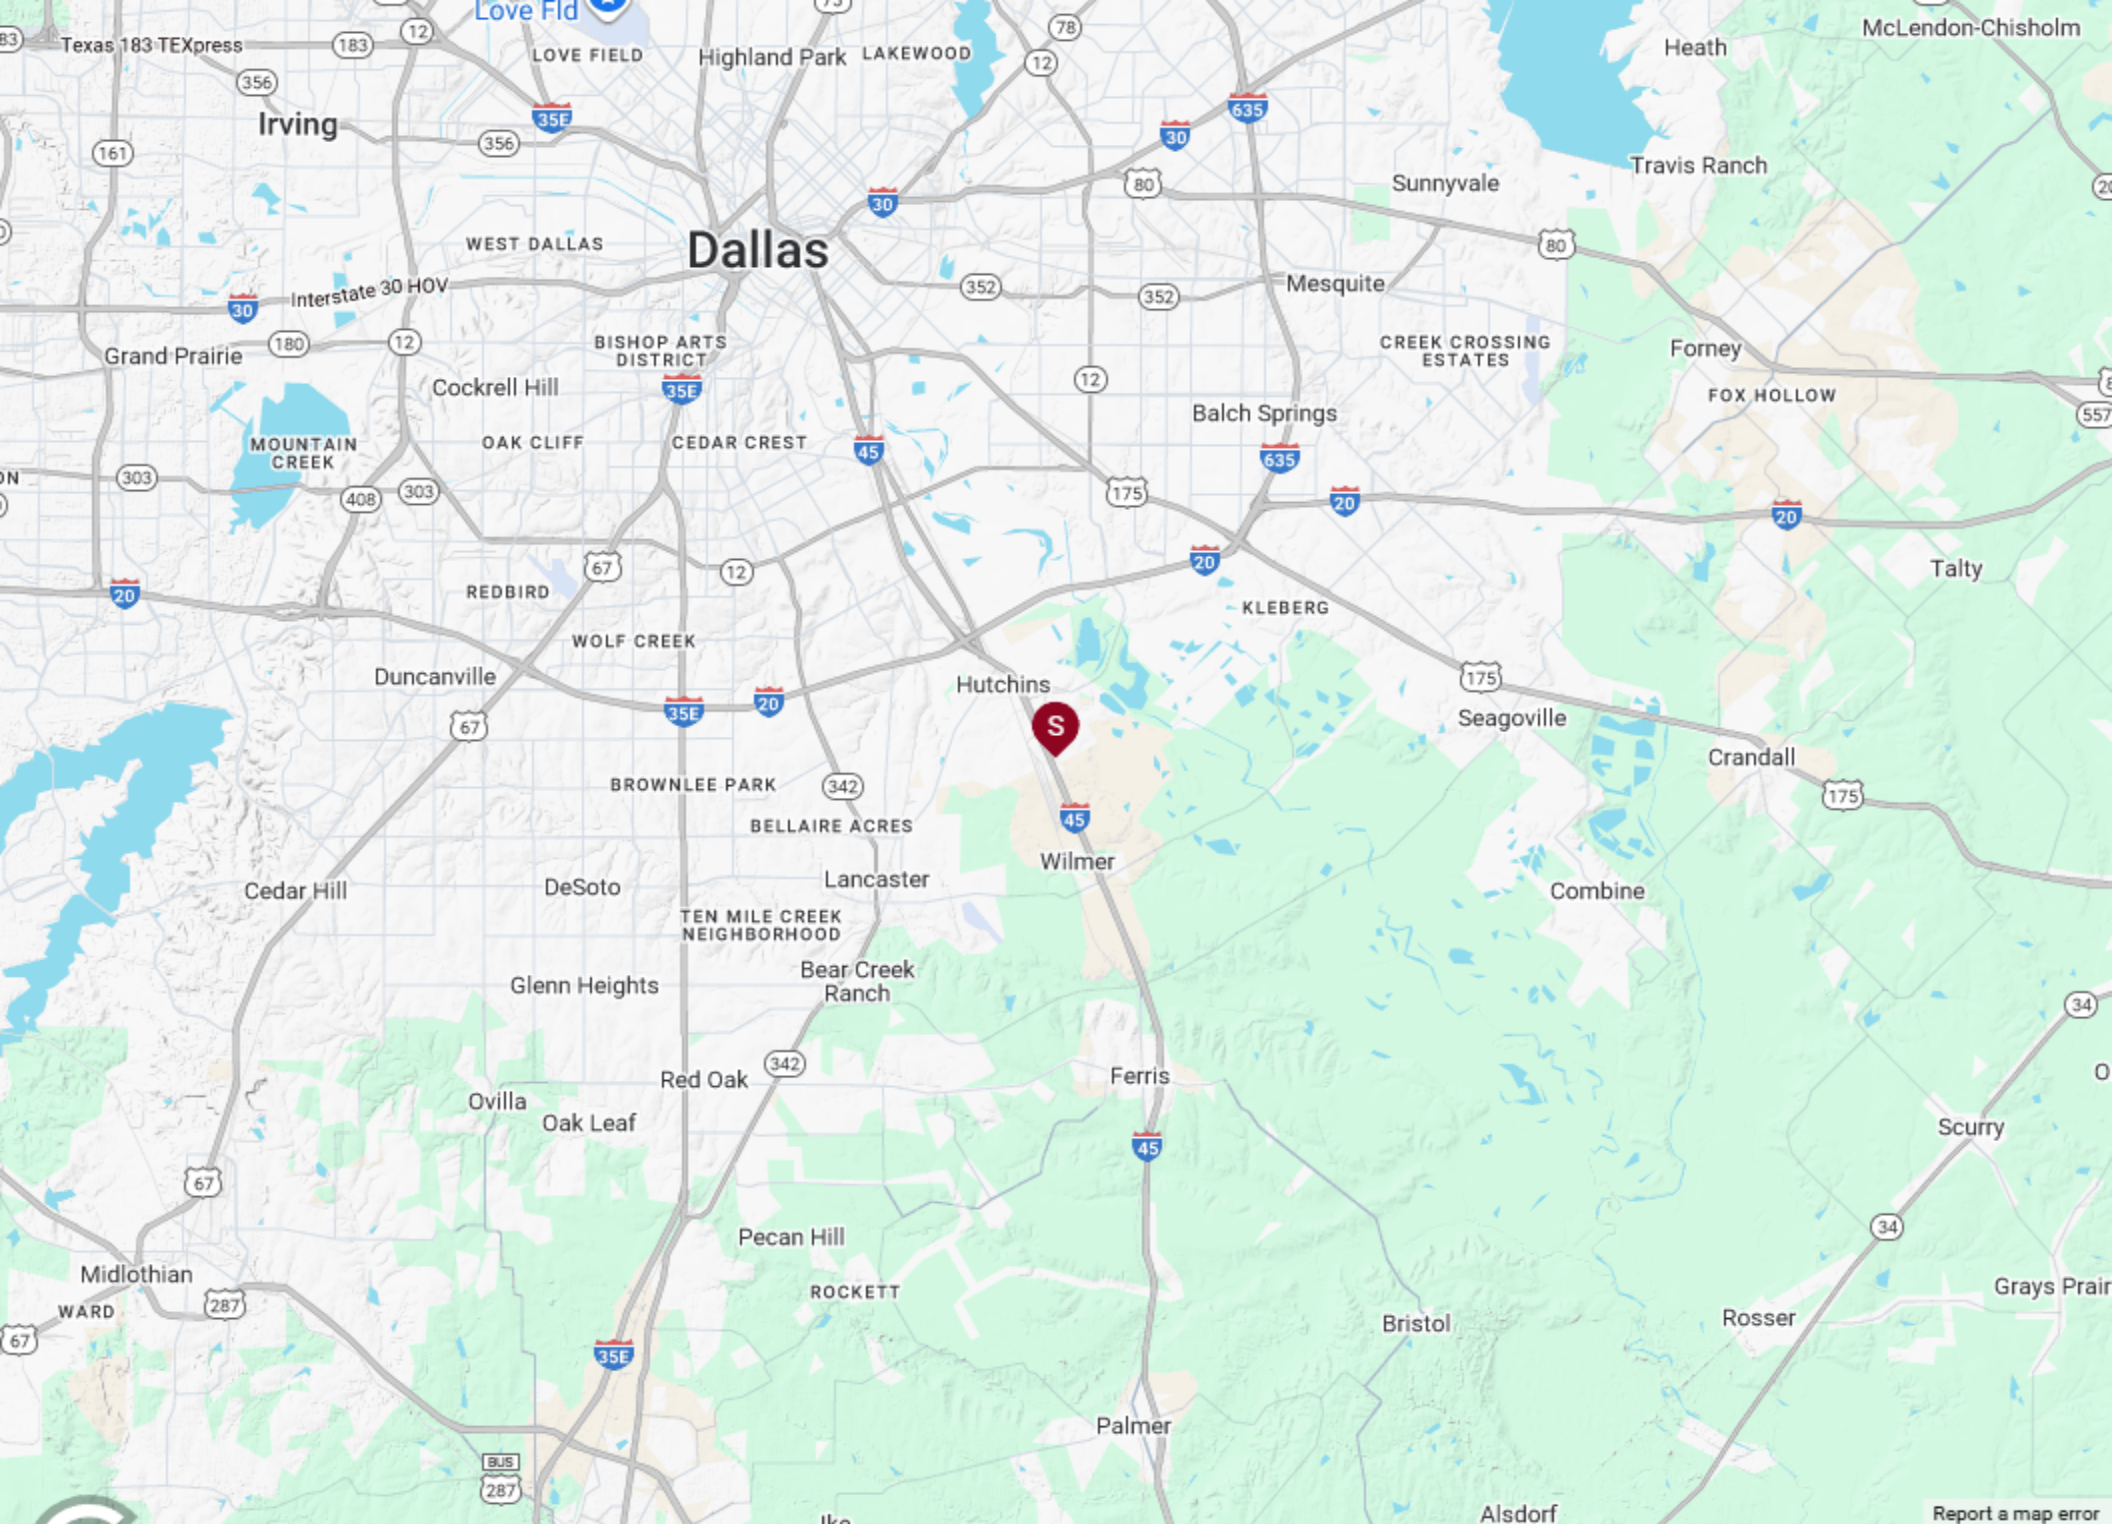 Love Fld
75
78
McLendon-Chisholm
83
Texas 183 TEXpress
183
12
LOVE FIELD
Highland Park
LAKEWOOD
12
Heath
356
Irving
35E
356
161
635
30
80
Sunnyvale
Travis Ranch
30
WEST DALLAS
Dallas
80
352
352
Mesquite
Interstate 30 HOV
30
180
12
Grand Prairie
BISHOP ARTS
DISTRICT
CREEK CROSSING
ESTATES
Forney
Cockrell Hill
35E
12
FOX HOLLOW
557
Balch Springs
MOUNTAIN
CREEK
OAK CLIFF
CEDAR CREST
45
635
303
408
303
175
20
20
67
12
20
Talty
20
REDBIRD
KLEBERG
WOLF CREEK
Duncanville
Hutchins
175
35E
20
67
S
Seagoville
Crandall
BROWNLEE PARK
342
175
45
BELLAIRE ACRES
Wilmer
Cedar Hill
DeSoto
Lancaster
Combine
TEN MILE CREEK
NEIGHBORHOOD
Glenn Heights
Bear Creek
Ranch
34
Red Oak
342
Ferris
Ovilla
Oak Leaf
45
Scurry
67
34
Pecan Hill
Midlothian
ROCKETT
Grays Prair
WARD
287
67
Bristol
Rosser
35E
Palmer
BUS
287
Alsdorf
Report a map error